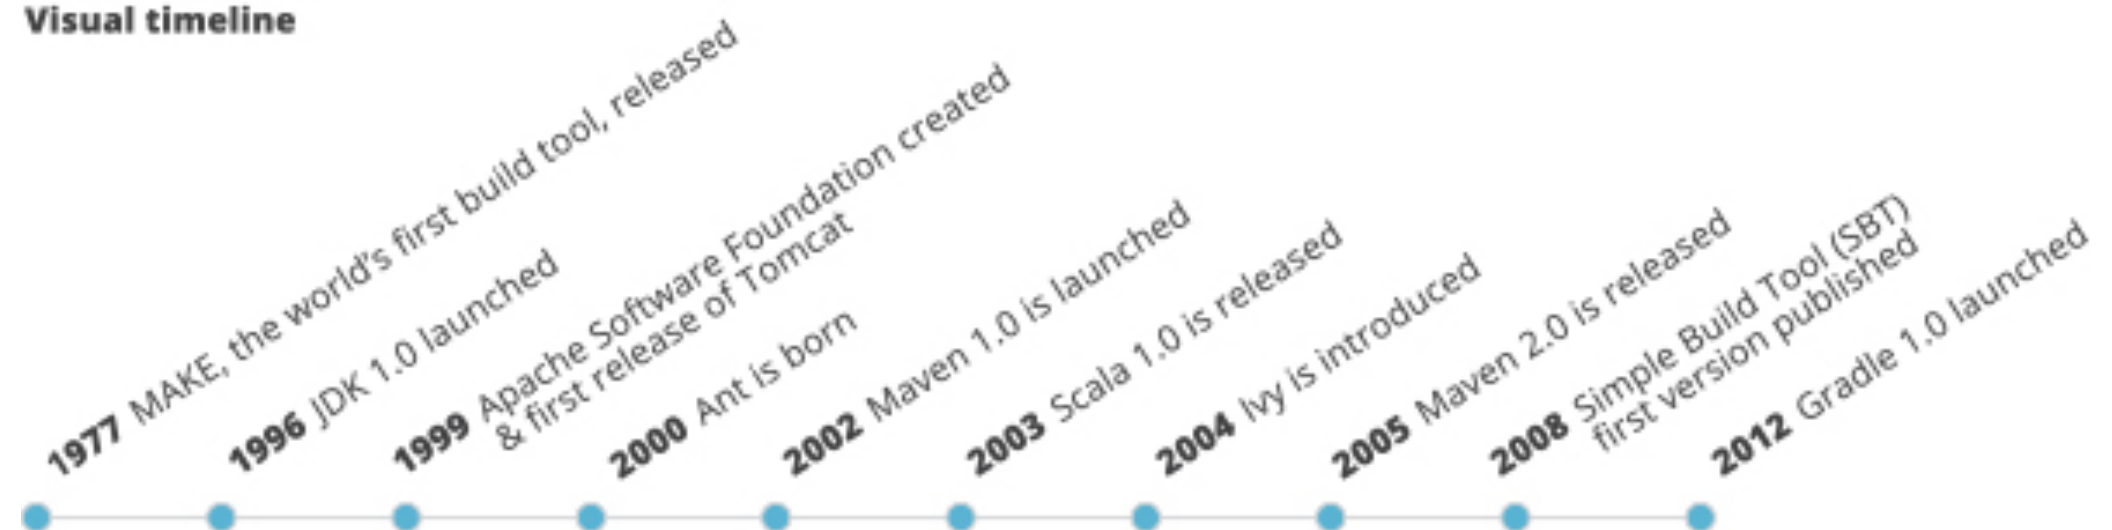 Visual timeline
1977 MAKE, the world's first build tool, released
1996 JDK 1.0 launched
1999 Apache Software Foundation created
& first release of Tomcat
2000 Ant is born
2002 Maven 1.0 is launched
2003 Scala 1.0 is released
2004 Ivy is introduced
2005 Maven 2.0 is released
2008 Simple Build Tool (SBT)
first version published
2012 Gradle 1.0 launched